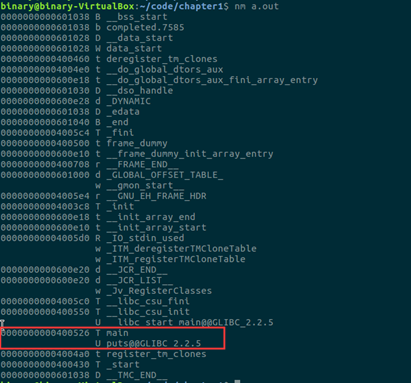 binary@binary-VirtualBox:~/code/chapter1$ nm a.out
0000000000601038 B __bss_start
0000000000601038 b completed.7585
0000000000601028 D __data_start
0000000000601028 W data_start
0000000000400460 t deregister_tm_clones
00000000004004e0 t __do_global_dtors_aux
0000000000600e18 t __do_global_dtors_aux_fini_array_entry
0000000000601030 D __dso_handle
0000000000600e28 d _DYNAMIC
0000000000601038 D _edata
0000000000601040 B _end
00000000004005c4 T _fini
0000000000400500 t frame_dummy
0000000000600e10 t __frame_dummy_init_array_entry
0000000000400708 r __FRAME_END__
0000000000601000 d _GLOBAL_OFFSET_TABLE_
w __gmon_start__
00000000004005e4 r __GNU_EH_FRAME_HDR
00000000004003c8 T _init
0000000000600e18 t __init_array_end
0000000000600e10 t __init_array_start
00000000004005d0 R _IO_stdin_used
w _ITM_deregisterTMCloneTable
w _ITM_registerTMCloneTable
0000000000600e20 d __JCR_END__
0000000000600e20 d __JCR_LIST__
w _Jv_RegisterClasses
00000000004005c0 T __libc_csu_fini
0000000000400550 T __libc_csu_init
U __libc_start_main@@GLIBC_2.2.5
0000000000400526 T main
U puts@@GLIBC_2.2.5
00000000004004a0 t register_tm_clones
0000000000400430 T _start
0000000000601038 D __TMC_END__